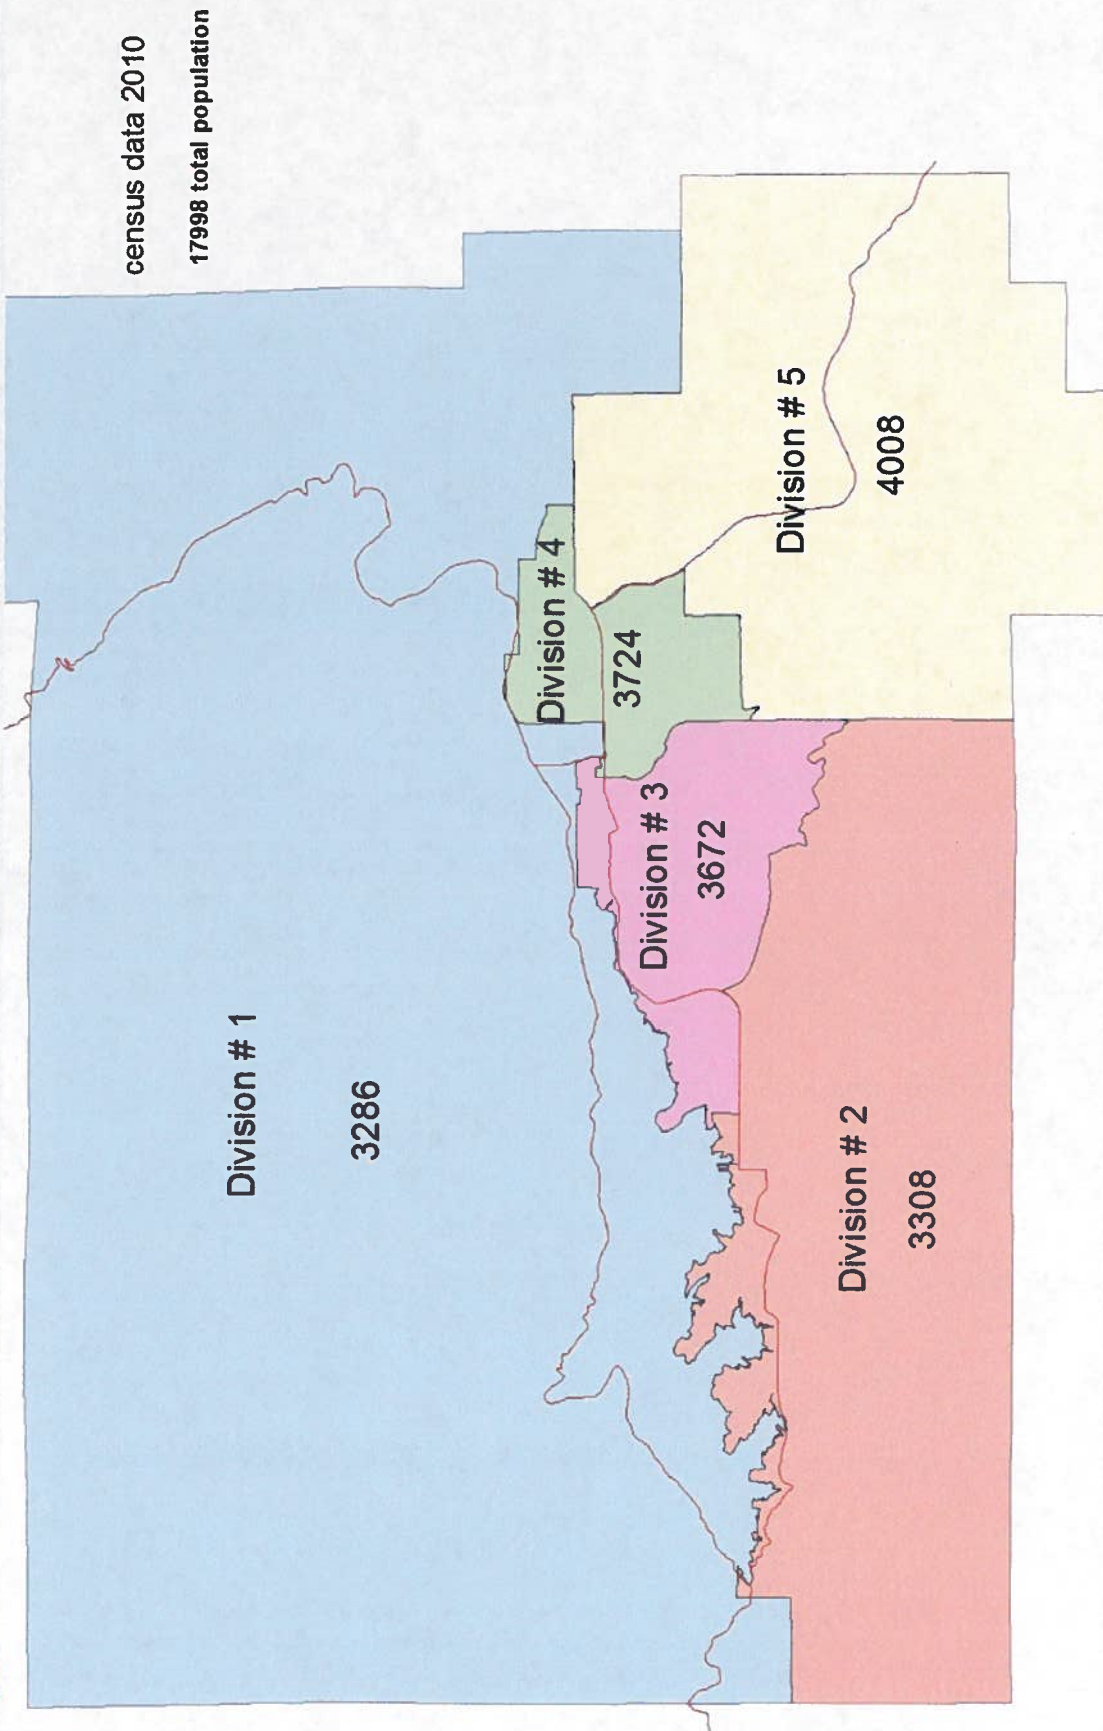 census data 2010
17998 total population
Division # 1
3286
Division # 4
3724
Division # 5
4008
Division # 3
3672
Division # 2
3308